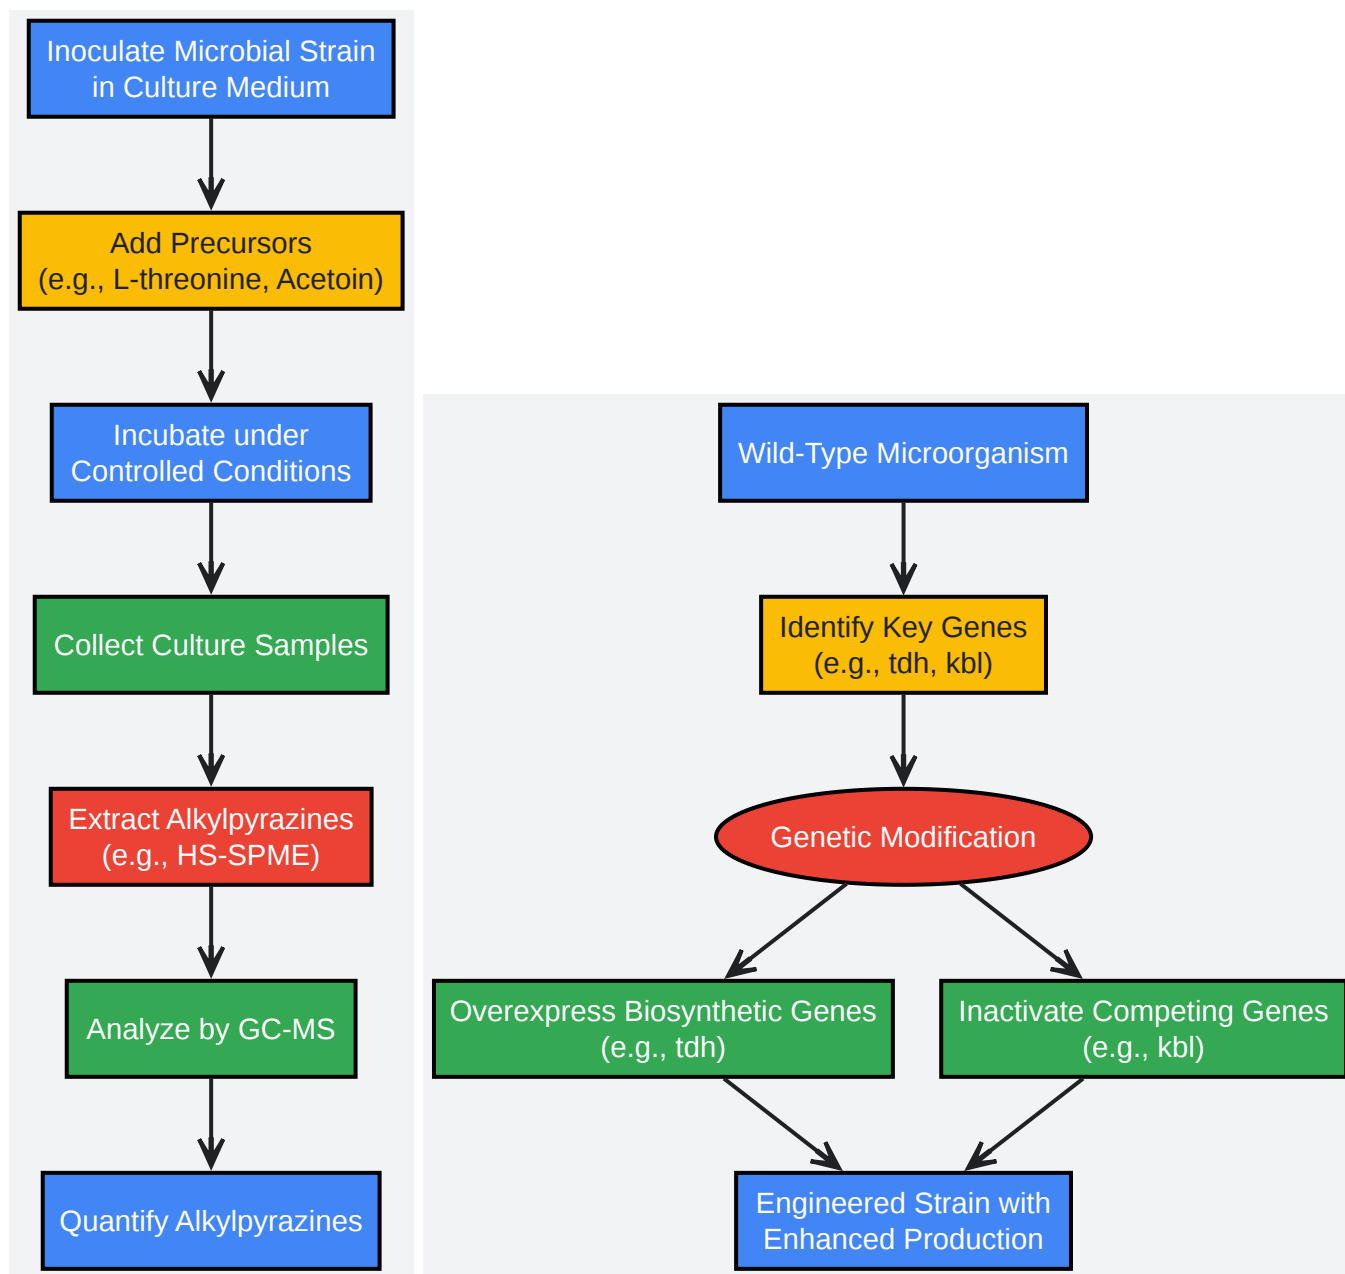 Inoculate Microbial Strain
in Culture Medium
Add Precursors
(e.g., L-threonine, Acetoin)
Incubate under
Controlled Conditions
Collect Culture Samples
Extract Alkylpyrazines
(e.g., HS-SPME)
Analyze by GC-MS
Quantify Alkylpyrazines
Wild-Type Microorganism
Identify Key Genes
(e.g., tdh, kbl)
Genetic Modification
Overexpress Biosynthetic Genes
(e.g., tdh)
Inactivate Competing Genes
(e.g., kbl)
Engineered Strain with
Enhanced Production